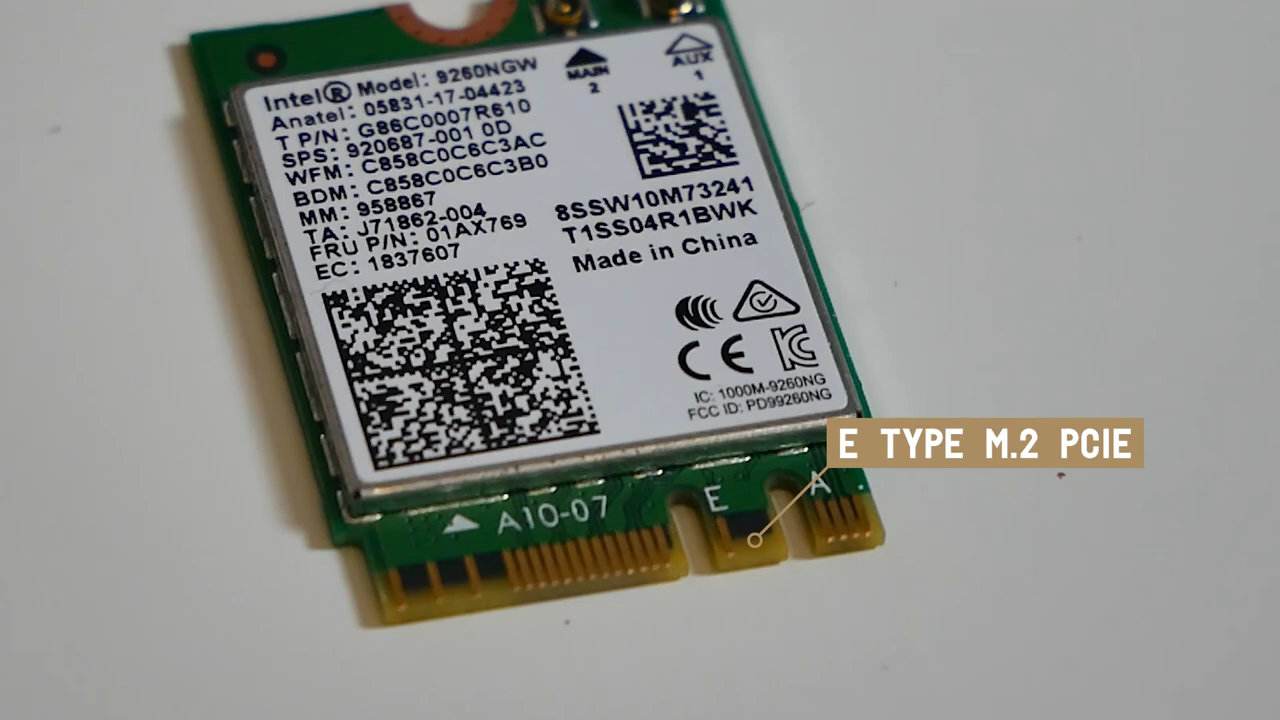 Intel® Model: 9260NGW
Anatel: 05831-17-04423
T P/N: G86C0007R610
SPS: 920687-001 0D
WFM: C858C0C6C3AC
BDM: C858C0C6C3B0
MM: 958867
TA: J71862-004
FRU P/N: 01AX769
EC: 1837607
MAIN
2
AUX
1
8SSW10M73241
T1SS04R1BWK
Made in China
CE
IC: 1000M-9260NG
FCC ID: PD99260NG
E TYPE M.2 PCIE
A10-07
E
A